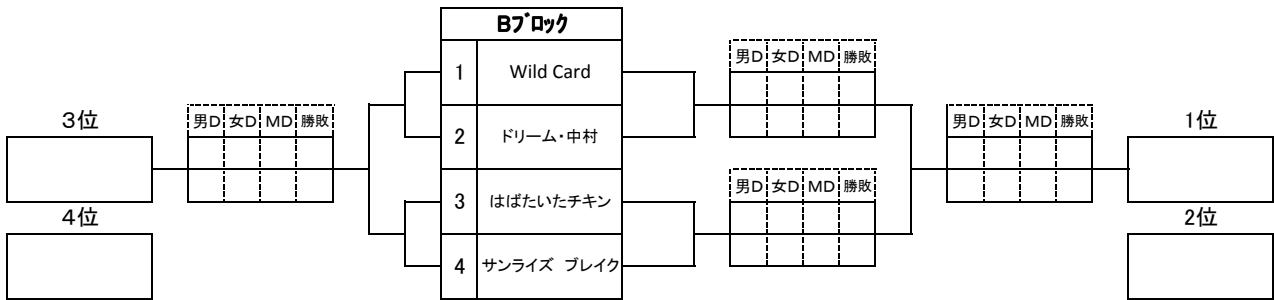 Bブロック
男D 女D MD 勝敗
1 Wild Card
3位
男D 女D MD 勝敗
男D 女D MD 勝敗
1位
2 ドリーム・中村
男D 女D MD 勝敗
3 はばたいたチキン
4位
2位
4 サンライズ ブレイク